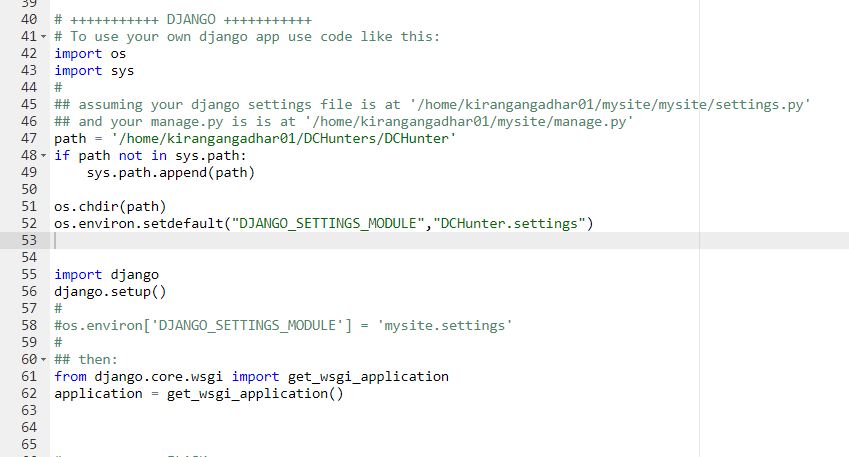 39
40 # +++++++++++ DJANGO +++++++++++
41 # To use your own django app use code like this:
42 import os
43 import sys
44 #
45 ## assuming your django settings file is at '/home/kirangangadhar01/mysite/mysite/settings.py'
46 ## and your manage.py is is at '/home/kirangangadhar01/mysite/manage.py'
47 path = '/home/kirangangadhar01/DCHunters/DCHunter'
48 if path not in sys.path:
49     sys.path.append(path)
50
51 os.chdir(path)
52 os.environ.setdefault("DJANGO_SETTINGS_MODULE","DCHunter.settings")
53
54
55 import django
56 django.setup()
57 #
58 #os.environ['DJANGO_SETTINGS_MODULE'] = 'mysite.settings'
59 #
60 ## then:
61 from django.core.wsgi import get_wsgi_application
62 application = get_wsgi_application()
63
64
65